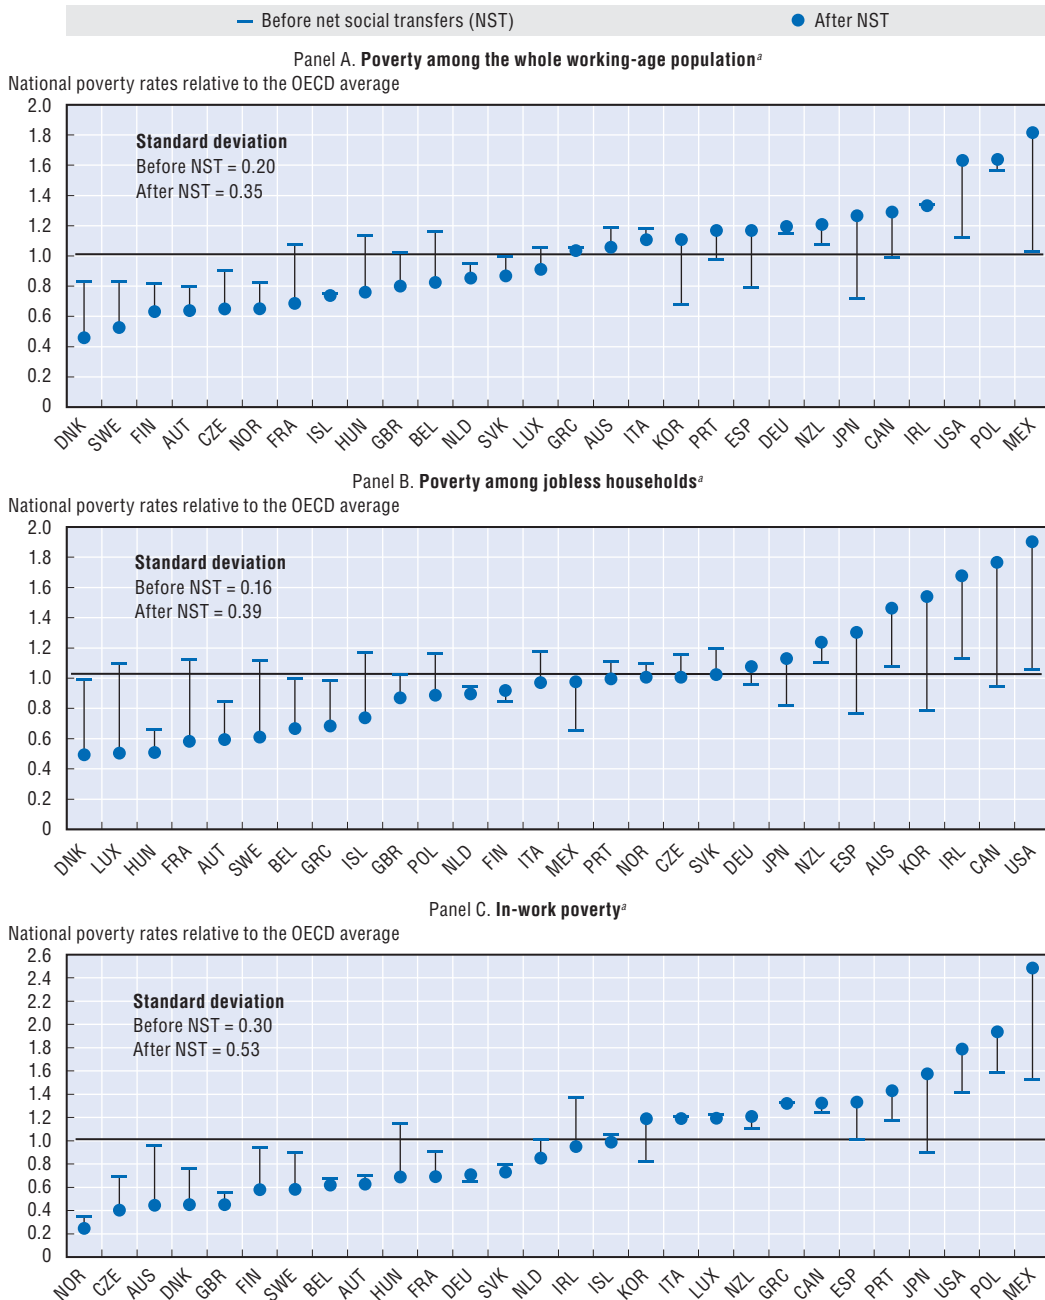 Before net social transfers (NST) After NST
Panel A. Poverty among the whole working-age populationᵃ
National poverty rates relative to the OECD average
2.0
1.8
1.6
1.4
1.2
1.0
0.8
0.6
0.4
0.2
0
Standard deviation
Before NST = 0.20
After NST = 0.35
DNK SWE FIN AUT CZE NOR FRA ISL HUN GBR BEL NLD SVK LUX GRC AUS ITA KOR PRT ESP DEU NZL JPN CAN IRL USA POL MEX
Panel B. Poverty among jobless householdsᵃ
National poverty rates relative to the OECD average
2.0
1.8
1.6
1.4
1.2
1.0
0.8
0.6
0.4
0.2
0
Standard deviation
Before NST = 0.16
After NST = 0.39
DNK LUX HUN FRA AUT SWE BEL GRC ISL GBR POL NLD FIN ITA MEX PRT NOR CZE SVK DEU JPN NZL ESP AUS KOR IRL CAN USA
Panel C. In-work povertyᵃ
National poverty rates relative to the OECD average
2.6
2.4
2.2
2.0
1.8
1.6
1.4
1.2
1.0
0.8
0.6
0.4
0.2
0
Standard deviation
Before NST = 0.30
After NST = 0.53
NOR CZE AUS DNK GBR FIN SWE BEL AUT HUN FRA DEU SVK NLD IRL ISL KOR ITA LUX NZL GRC CAN ESP PRT JPN USA POL MEX